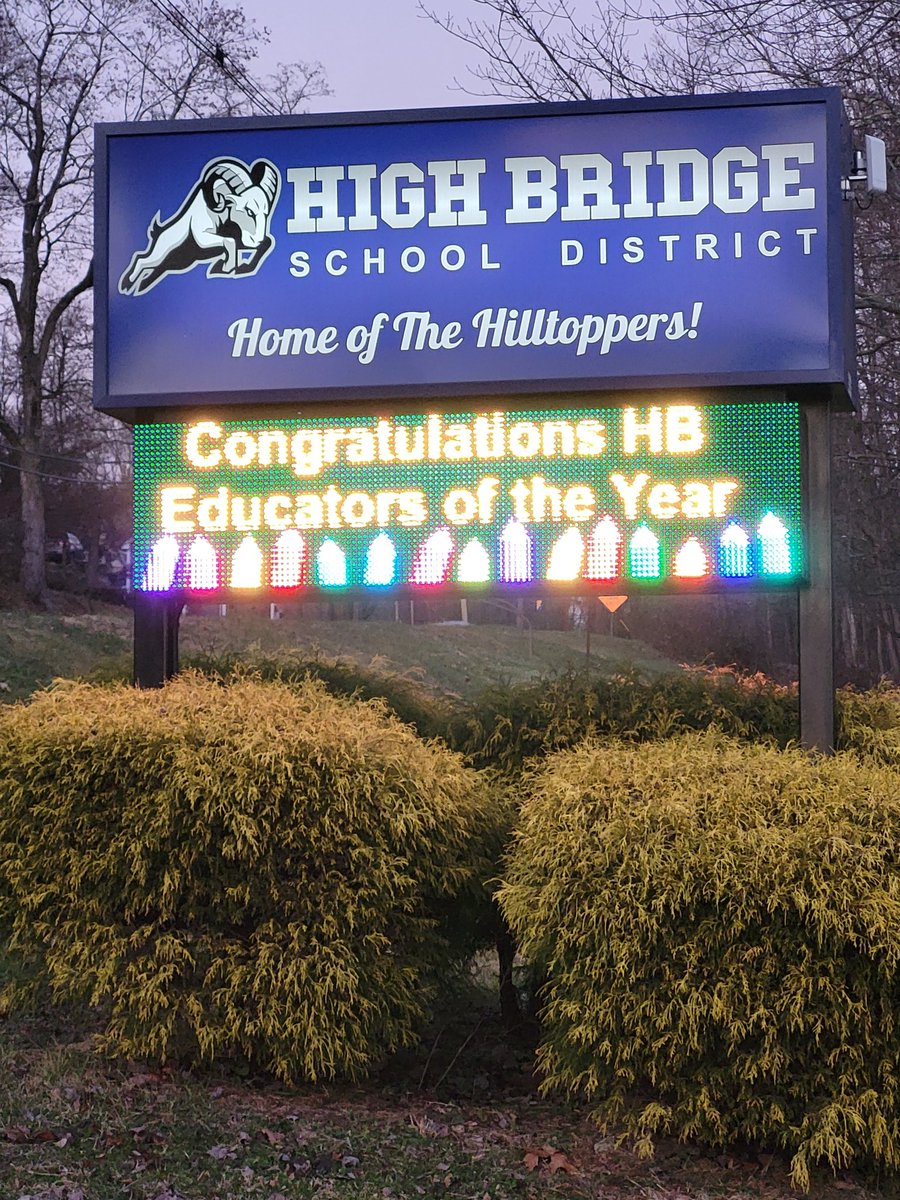 HIGH BRIDGE
SCHOOL DISTRICT
Home of The Hilltoppers!
Congratulations HB
Educators of the Year